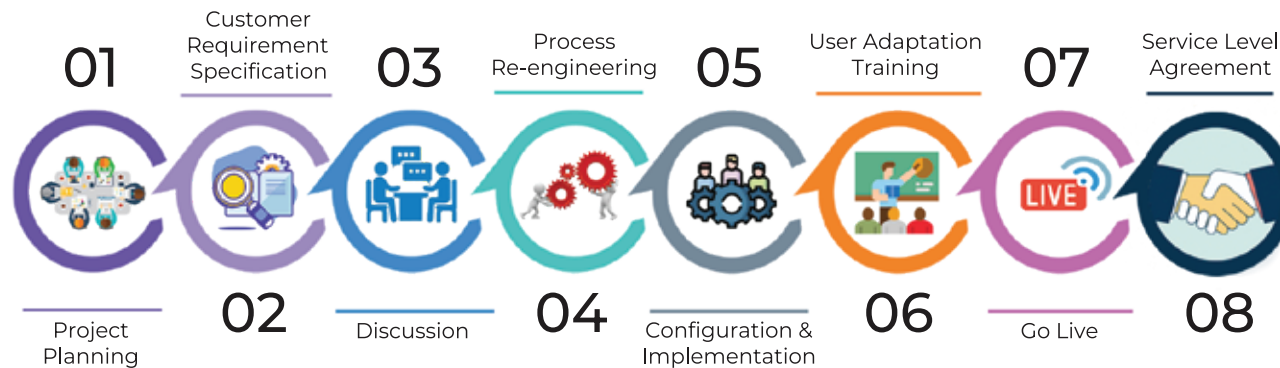 01
Project
Planning
Customer
Requirement
Specification
02
03
Discussion
Process
Re-engineering
04
05
Configuration &
Implementation
User Adaptation
Training
06
07
LIVE
Go Live
Service Level
Agreement
08